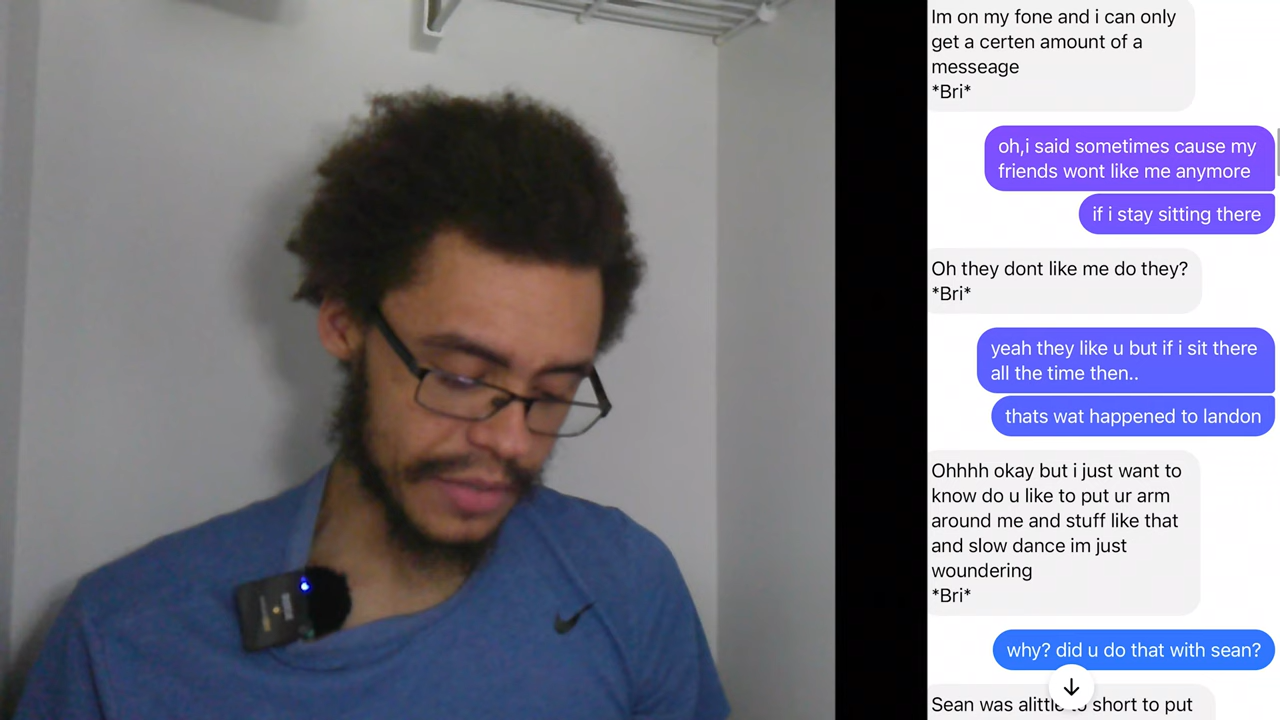 Im on my fone and i can only
get a certen amount of a
messeage
*Bri*
oh,i said sometimes cause my
friends wont like me anymore
if i stay sitting there
Oh they dont like me do they?
*Bri*
yeah they like u but if i sit there
all the time then..
thats wat happened to landon
Ohhhh okay but i just want to
know do u like to put ur arm
around me and stuff like that
and slow dance im just
woundering
*Bri*
why? did u do that with sean?
Sean was alittle to short to put